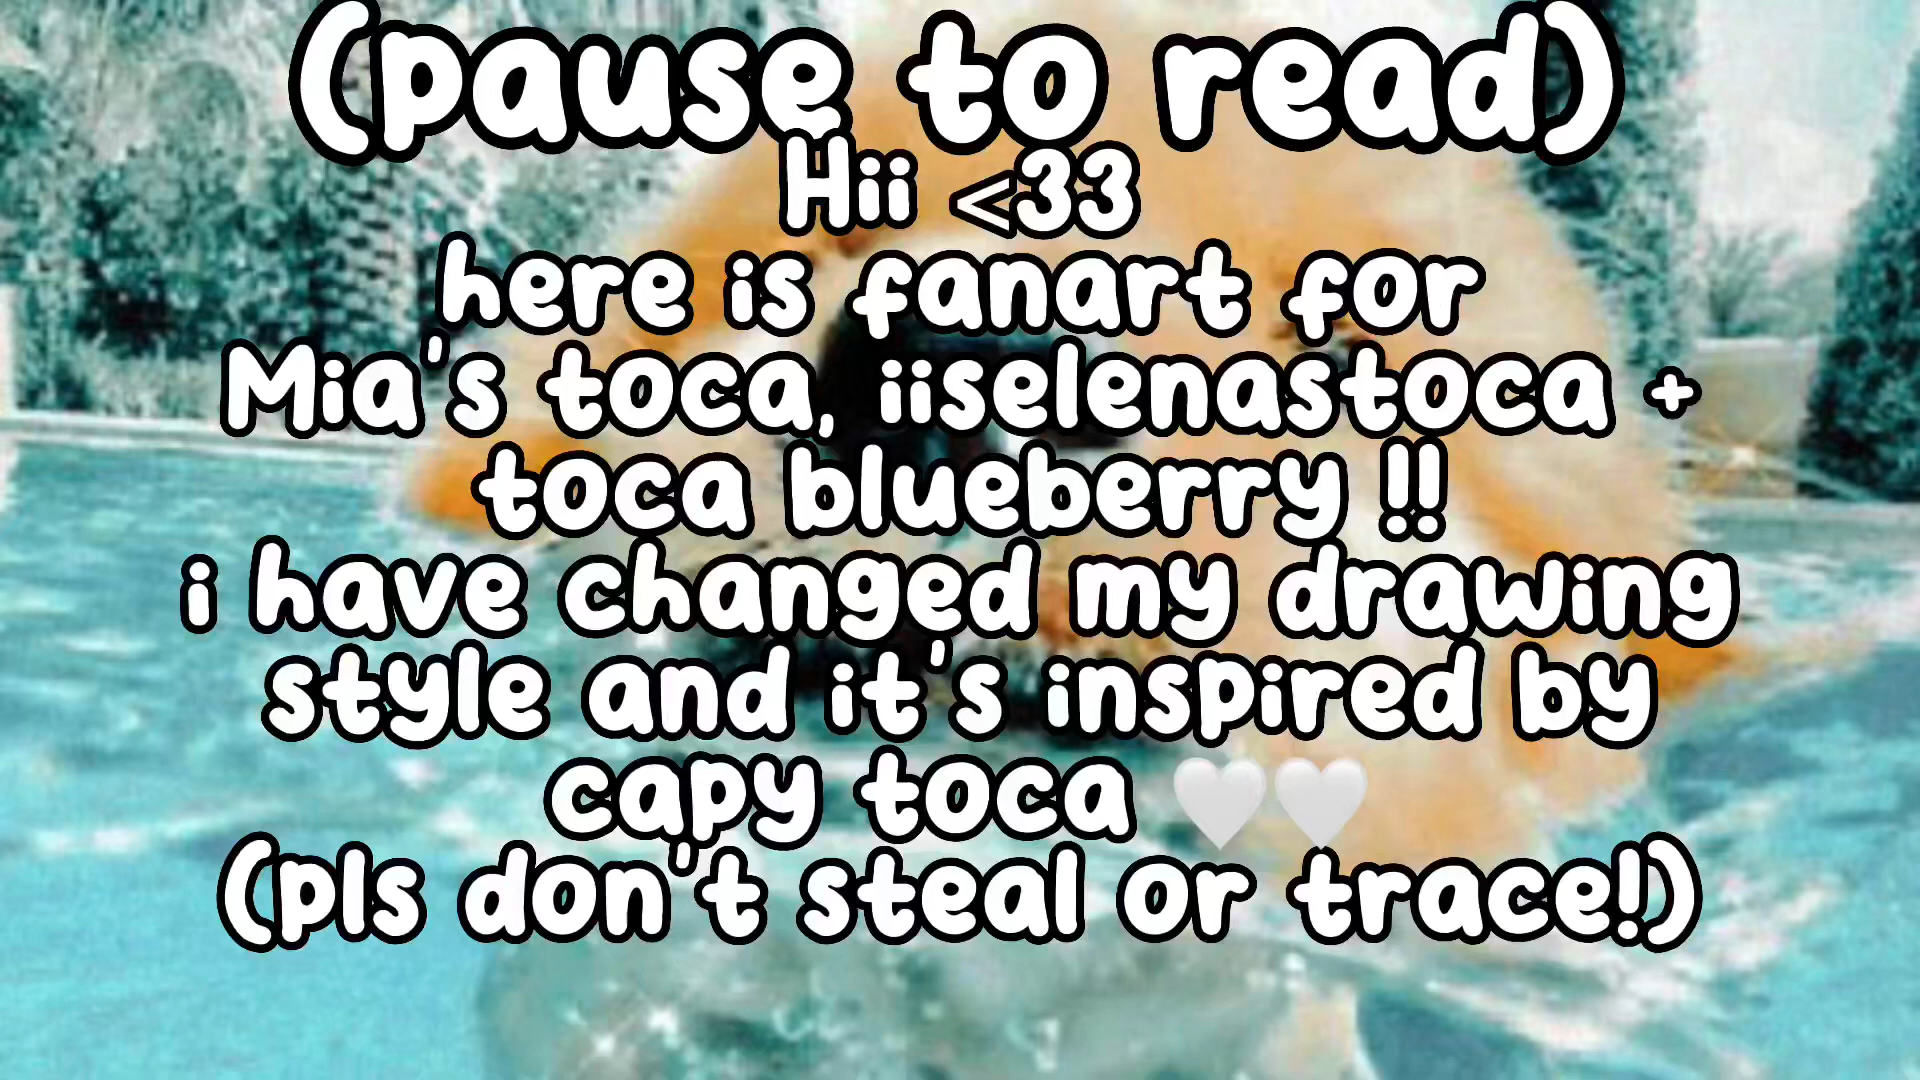 (pause to read)
Hii <33
here is fanart for
Mia's toca, iiselenastoca +
toca blueberry !!
i have changed my drawing
style and it's inspired by
capy toca 🤍🤍
(pls don't steal or trace!)